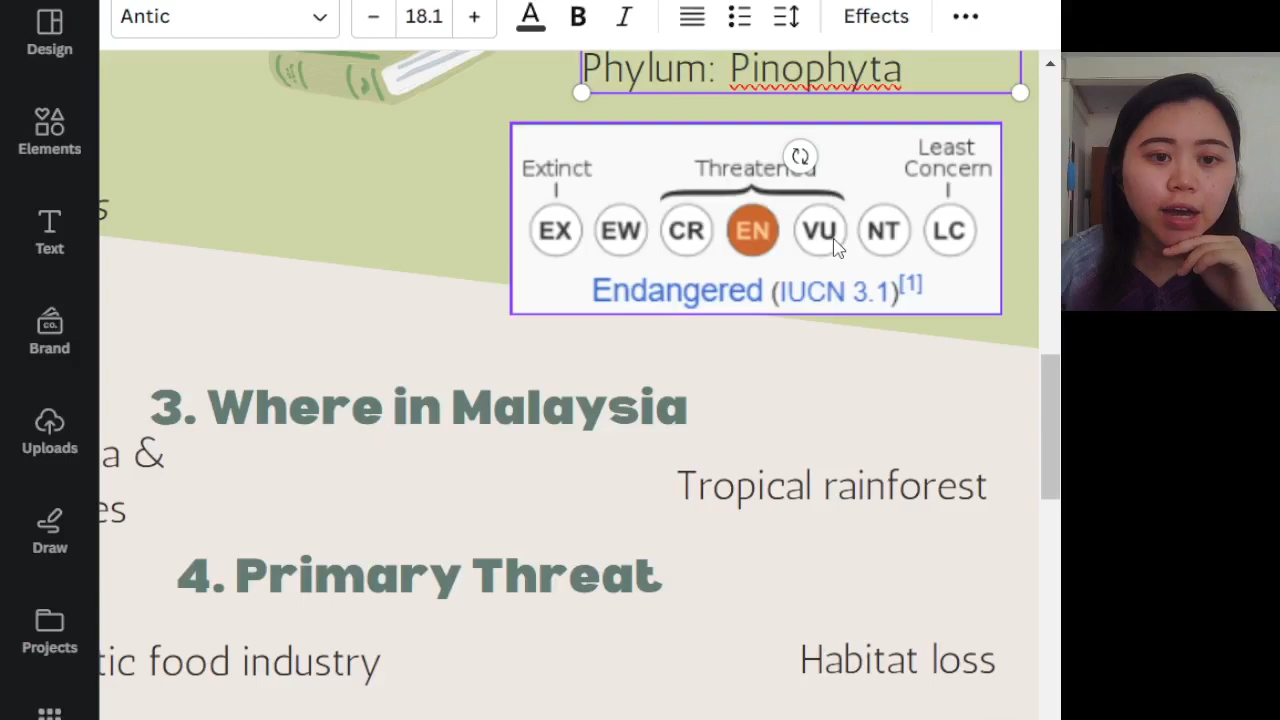 Antic
− 18.1 + A B I Effects
Design
Phylum: Pinophyta
Elements
Extinct
Least
Concern
EX EW CR EN VU NT LC
Text
s
Endangered (IUCN 3.1)[1]
CO.
Brand
3. Where in Malaysia
Uploads
a &
Tropical rainforest
es
Draw
4. Primary Threat
Projects
tic food industry
Habitat loss